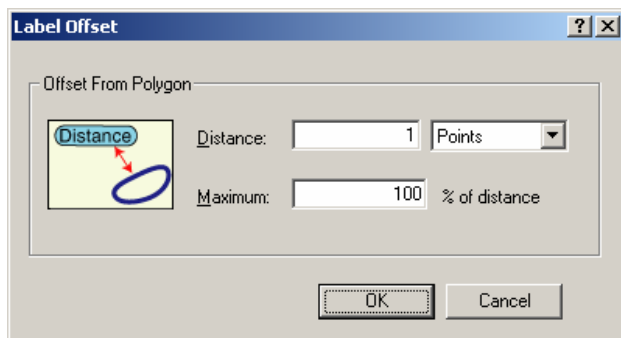 Label Offset
Offset From Polygon
Distance
Distance: 1 Points
Maximum: 100 % of distance
OK Cancel